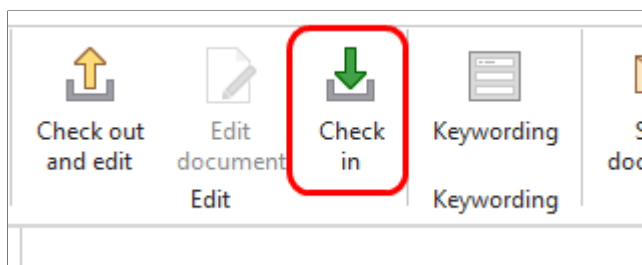 Check out
and edit
Edit
document
Check
in
Keywording
Edit
Keywording